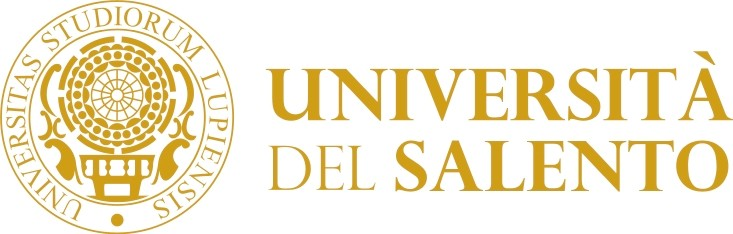 UNIVERSITAS STUDIORUM LUPIENSIS
UNIVERSITÀ
DEL SALENTO